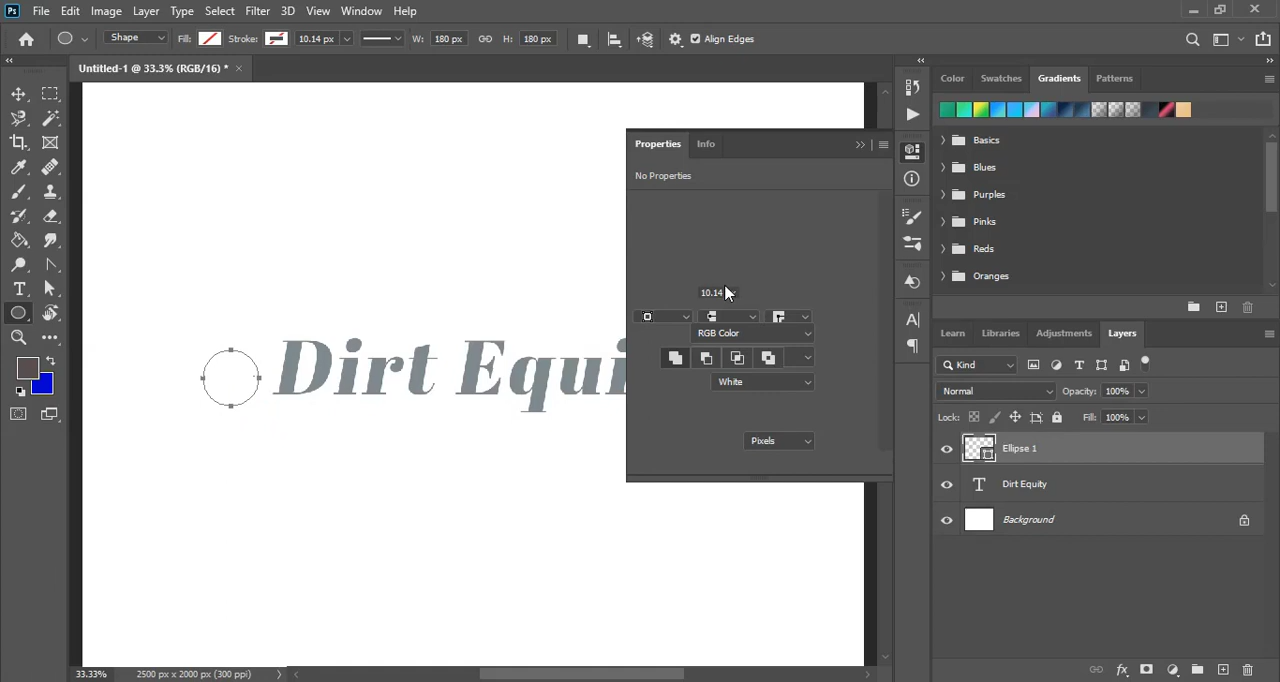 Ps File Edit Image Layer Type Select Filter 3D View Window Help
Shape Fill: Stroke: 10.14 px W: 180 px H: 180 px Align Edges
Untitled-1 @ 33.3% (RGB/16) * ×
Color Swatches Gradients Patterns
Properties Info
No Properties
Basics
Blues
Purples
Pinks
Reds
Oranges
10.14
RGB Color
White
Pixels
Dirt
Learn Libraries Adjustments Layers
Kind
Normal Opacity: 100%
Lock: Fill: 100%
Ellipse 1
Dirt Equity
Background
33.33% 2500 px x 2000 px (300 ppi)